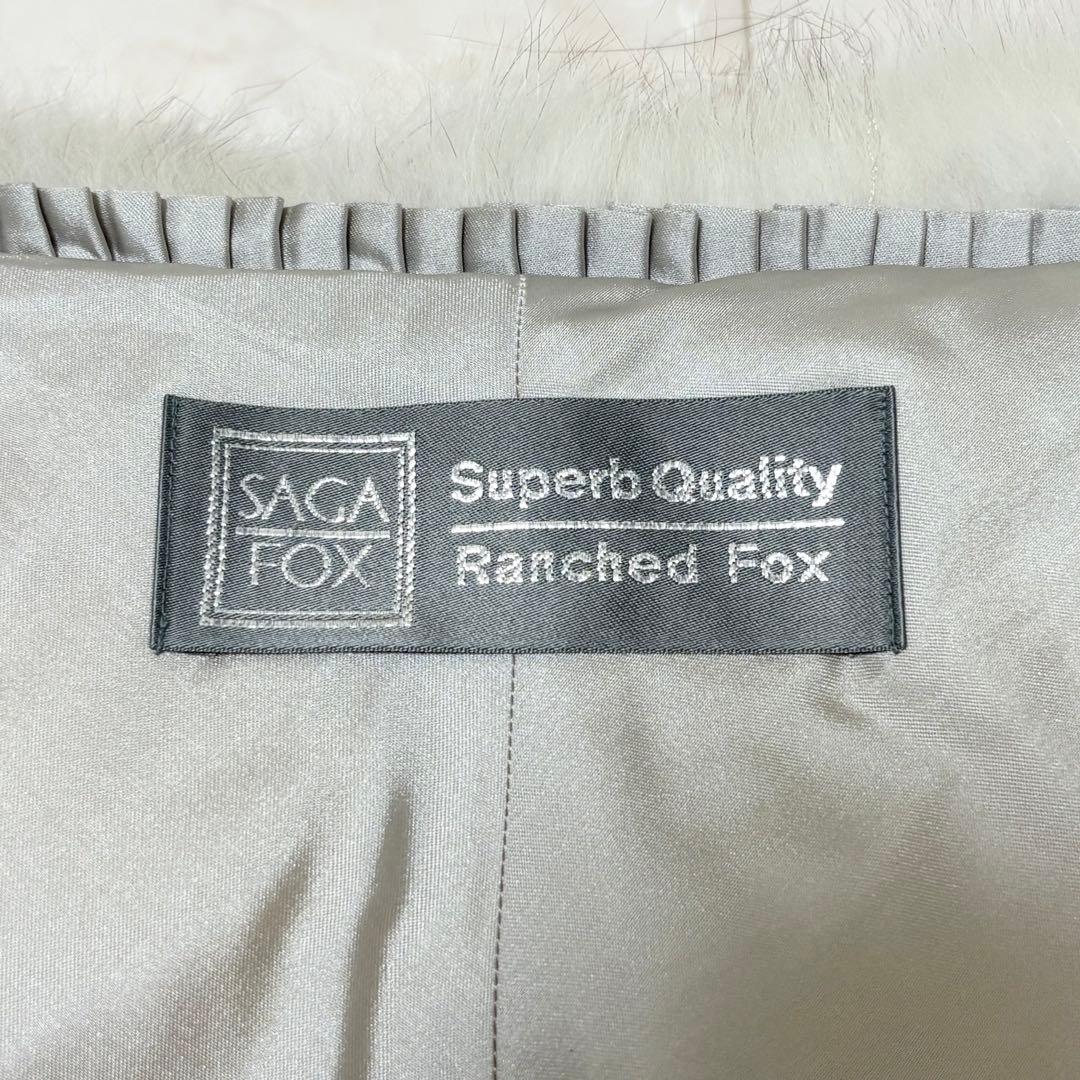 SAGA
FOX
Superb Quality
Ranched Fox